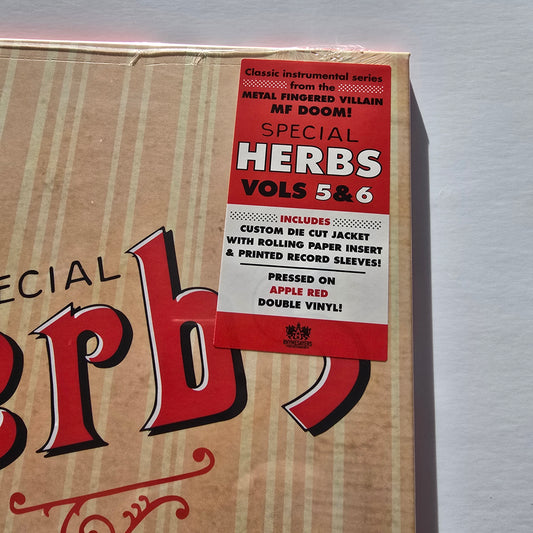 Classic instrumental series
from the
METAL FINGERED VILLAIN
MF DOOM!
SPECIAL
HERBS
VOLS 5&6
INCLUDES
CUSTOM DIE CUT JACKET
WITH ROLLING PAPER INSERT
& PRINTED RECORD SLEEVES!
PRESSED ON
APPLE RED
DOUBLE VINYL!
RHYMESAYERS
ECIAL
erbs